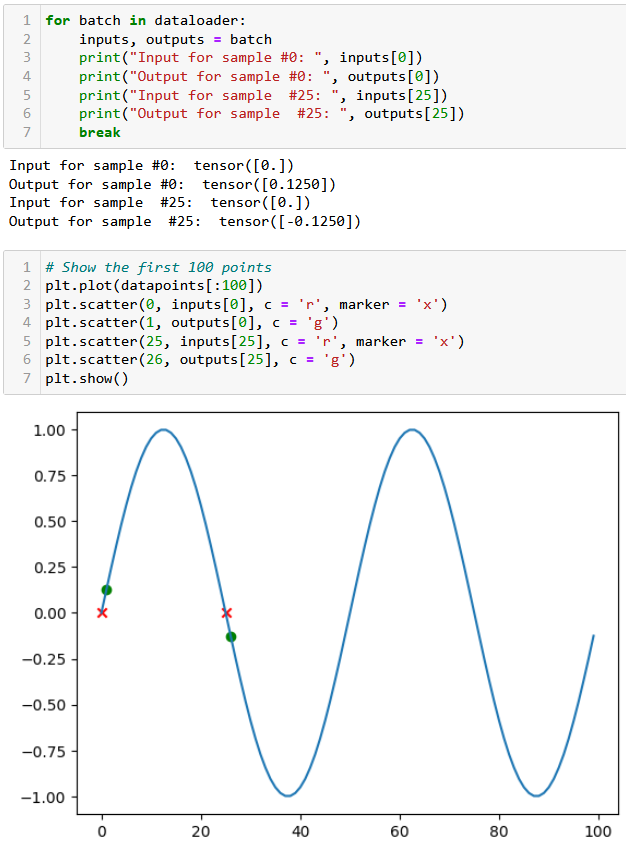 1 for batch in dataloader:
2     inputs, outputs = batch
3     print("Input for sample #0: ", inputs[0])
4     print("Output for sample #0: ", outputs[0])
5     print("Input for sample  #25: ", inputs[25])
6     print("Output for sample  #25: ", outputs[25])
7     break
Input for sample #0:  tensor([0.])
Output for sample #0:  tensor([0.1250])
Input for sample  #25:  tensor([0.])
Output for sample  #25:  tensor([-0.1250])
1 # Show the first 100 points
2 plt.plot(datapoints[:100])
3 plt.scatter(0, inputs[0], c = 'r', marker = 'x')
4 plt.scatter(1, outputs[0], c = 'g')
5 plt.scatter(25, inputs[25], c = 'r', marker = 'x')
6 plt.scatter(26, outputs[25], c = 'g')
7 plt.show()
1.00
0.75
0.50
0.25
0.00
−0.25
−0.50
−0.75
−1.00
0 20 40 60 80 100